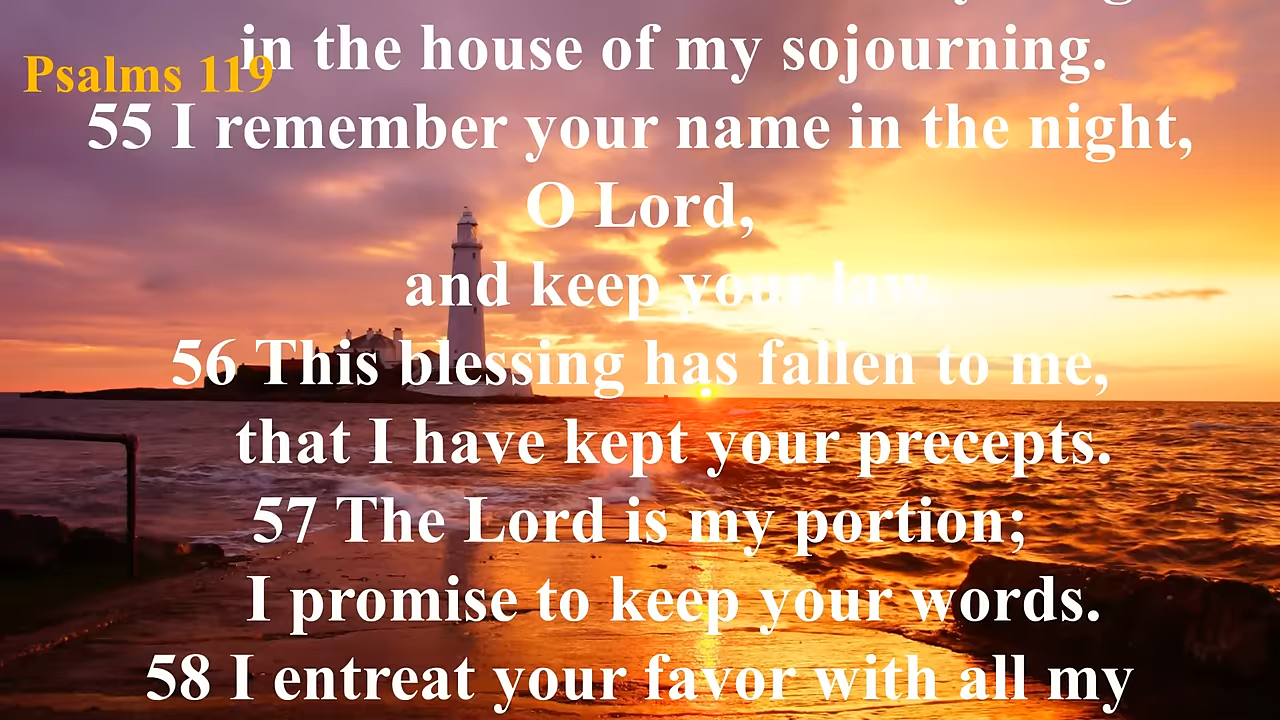 in the house of my sojourning.
Psalms 119
55 I remember your name in the night,
O Lord,
and keep your law
56 This blessing has fallen to me,
that I have kept your precepts.
57 The Lord is my portion;
I promise to keep your words.
58 I entreat your favor with all my